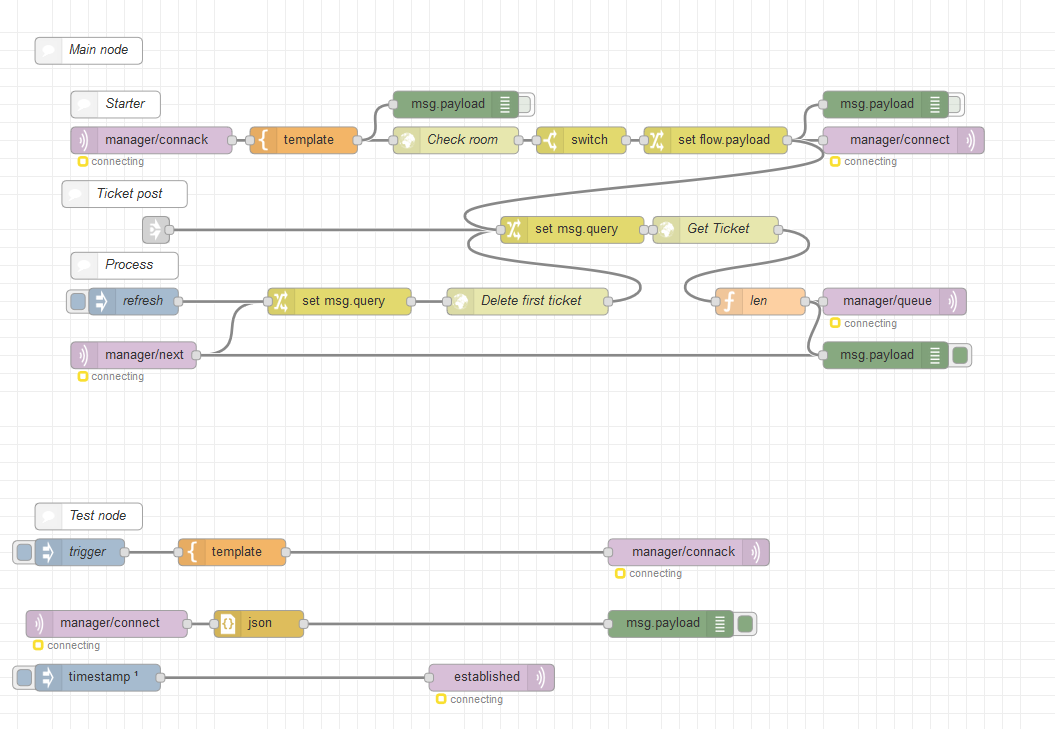 Main node
Starter
msg.payload
msg.payload
manager/connack
template
Check room
switch
set flow.payload
manager/connect
connecting
connecting
Ticket post
set msg.query
Get Ticket
Process
refresh
set msg.query
Delete first ticket
len
manager/queue
connecting
manager/next
msg.payload
connecting
Test node
trigger
template
manager/connack
connecting
manager/connect
json
msg.payload
connecting
timestamp ¹
established
connecting